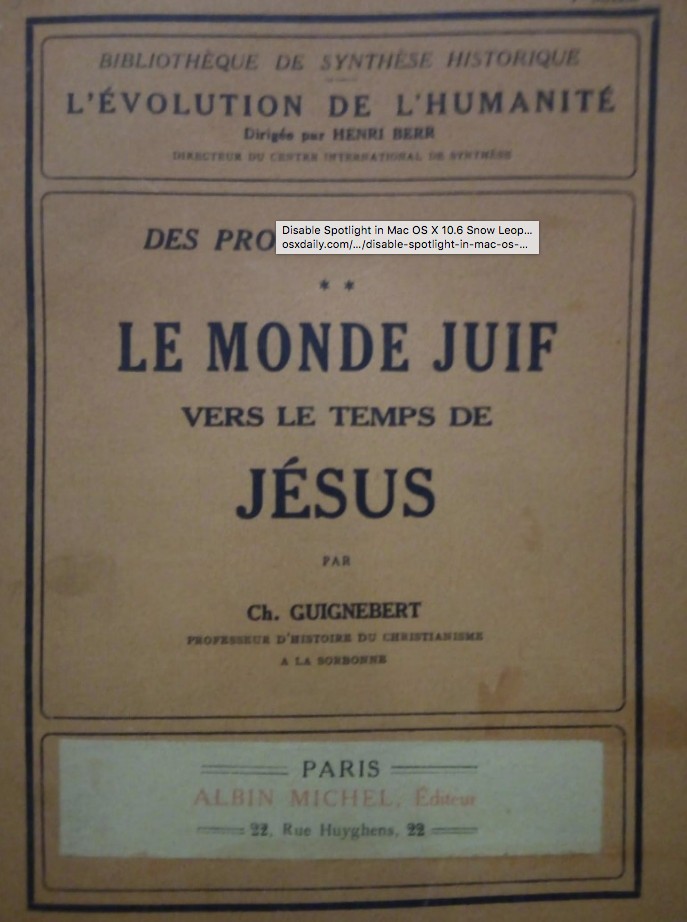 BIBLIOTHÈQUE DE SYNTHÈSE HISTORIQUE
L'ÉVOLUTION DE L'HUMANITÉ
Dirigée par HENRI BERR
DIRECTEUR DU CENTRE INTERNATIONAL DE SYNTHÈSE
DES PRO
Disable Spotlight in Mac OS X 10.6 Snow Leop...
osxdaily.com/.../disable-spotlight-in-mac-os-...
* *
LE MONDE JUIF
VERS LE TEMPS DE
JÉSUS
PAR
Ch. GUIGNEBERT
PROFESSEUR D'HISTOIRE DU CHRISTIANISME
A LA SORBONNE
PARIS
ALBIN MICHEL, Éditeur
22, Rue Huyghens, 22